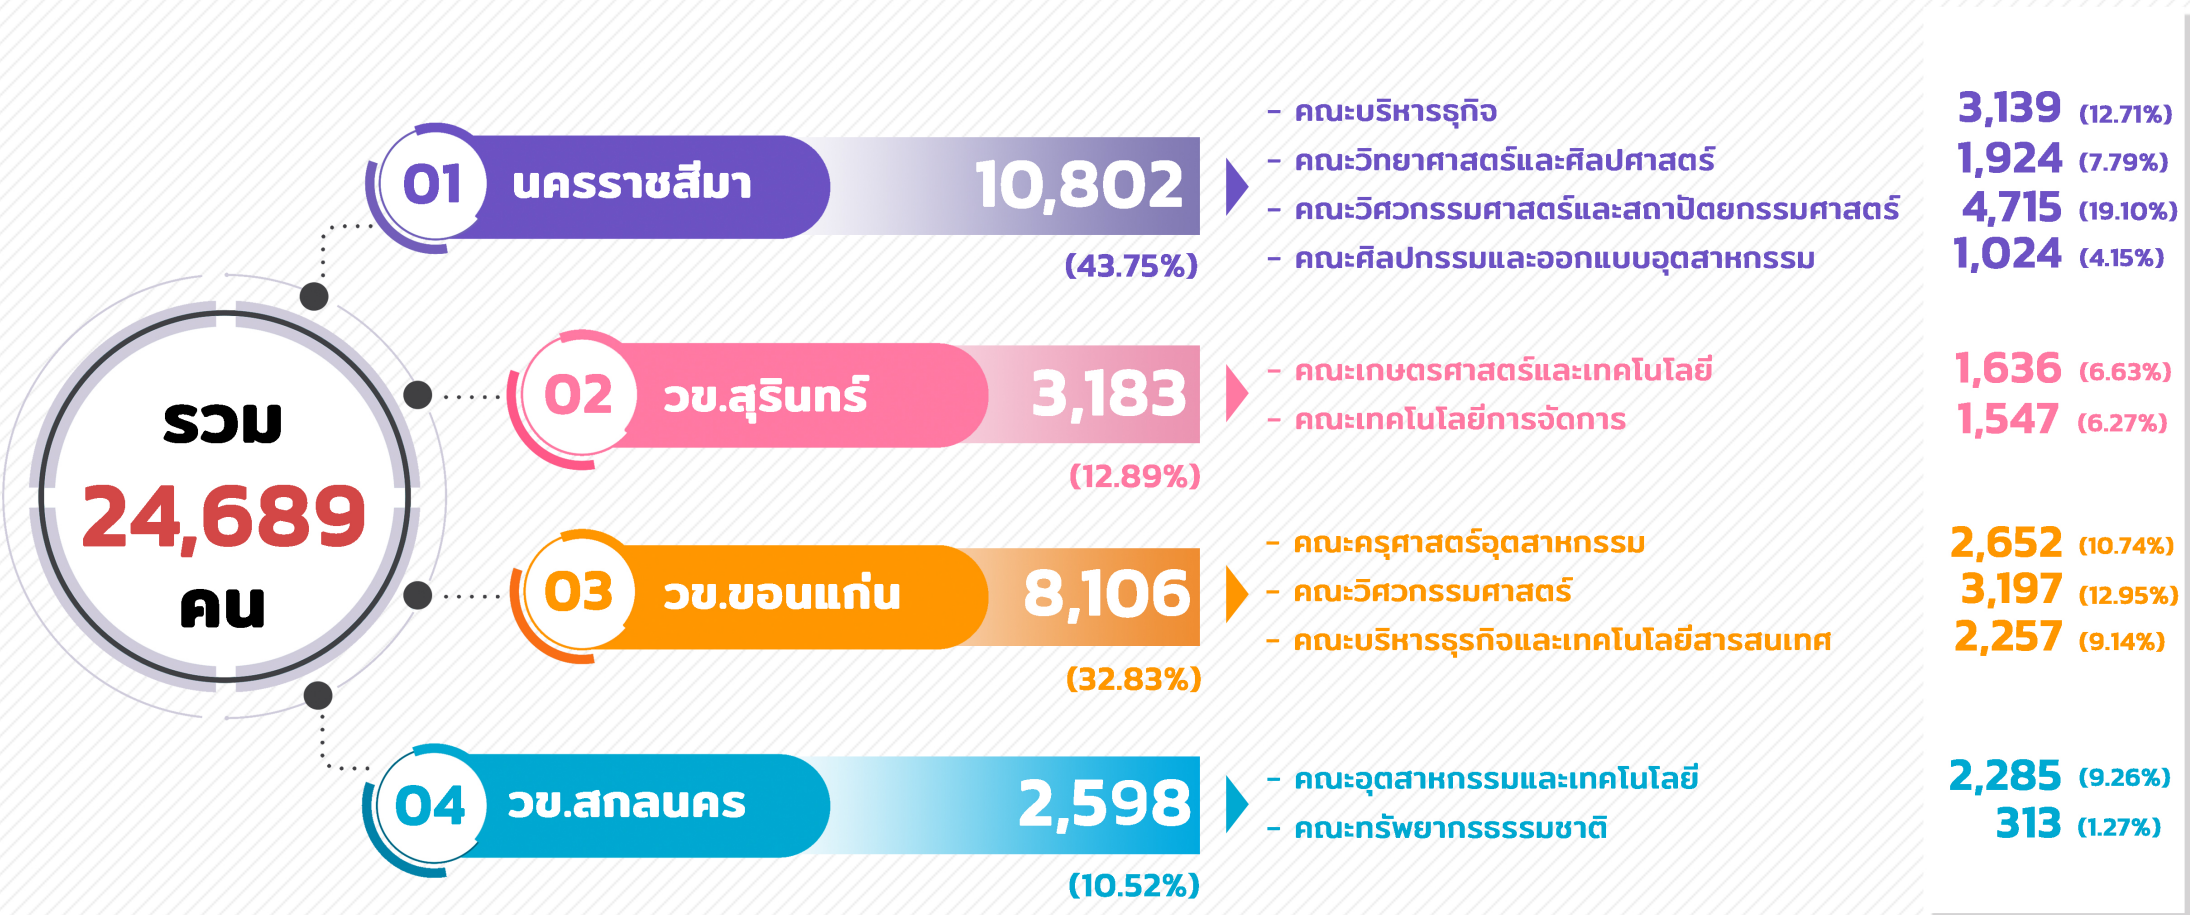 รวม
24,689
คน
01 นครราชสีมา 10,802
(43.75%)
- คณะบริหารธุกิจ 3,139 (12.71%)
- คณะวิทยาศาสตร์และศิลปศาสตร์ 1,924 (7.79%)
- คณะวิศวกรรมศาสตร์และสถาปัตยกรรมศาสตร์ 4,715 (19.10%)
- คณะศิลปกรรมและออกแบบอุตสาหกรรม 1,024 (4.15%)
02 วข.สุรินทร์ 3,183
(12.89%)
- คณะเกษตรศาสตร์และเทคโนโลยี 1,636 (6.63%)
- คณะเทคโนโลยีการจัดการ 1,547 (6.27%)
03 วข.ขอนแก่น 8,106
(32.83%)
- คณะครุศาสตร์อุตสาหกรรม 2,652 (10.74%)
- คณะวิศวกรรมศาสตร์ 3,197 (12.95%)
- คณะบริหารธุรกิจและเทคโนโลยีสารสนเทศ 2,257 (9.14%)
04 วข.สกลนคร 2,598
(10.52%)
- คณะอุตสาหกรรมและเทคโนโลยี 2,285 (9.26%)
- คณะทรัพยากรธรรมชาติ 313 (1.27%)